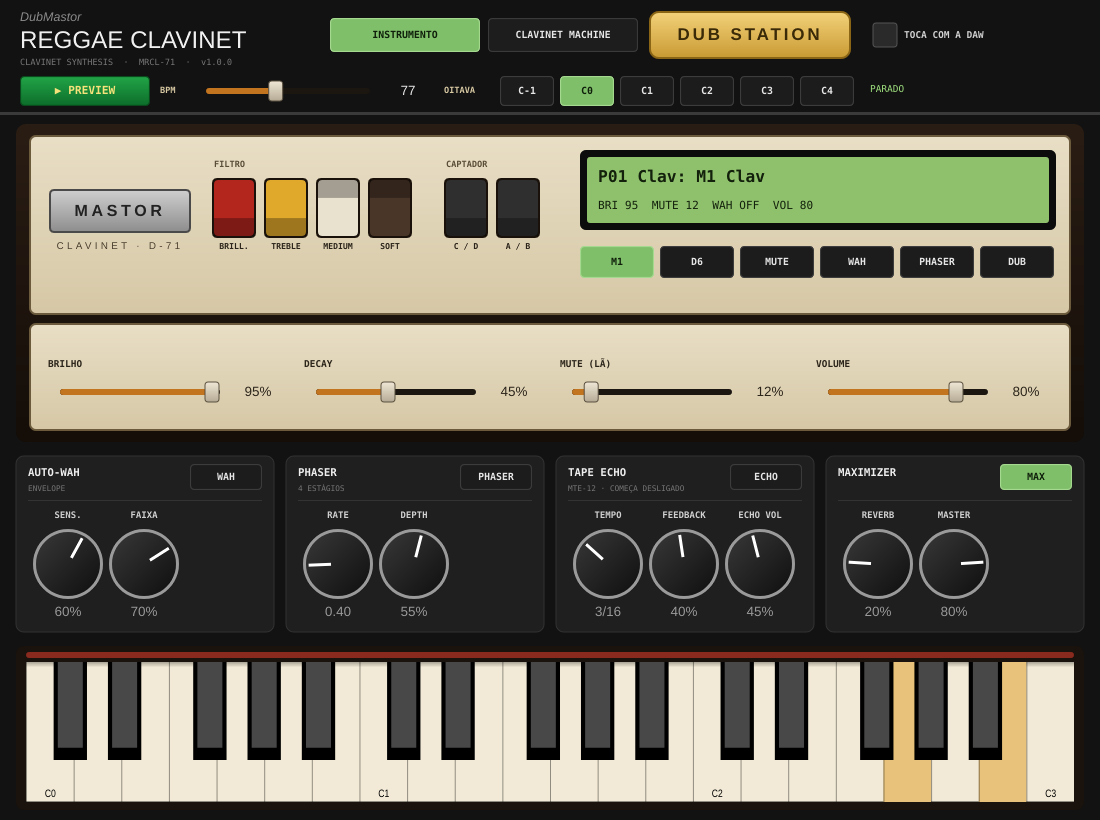 DubMastor
REGGAE CLAVINET
CLAVINET SYNTHESIS · MRCL-71 · v1.0.0
INSTRUMENTO
CLAVINET MACHINE
DUB STATION
TOCA COM A DAW
▶ PREVIEW
BPM
77
OITAVA
C-1
C0
C1
C2
C3
C4
PARADO
MASTOR
CLAVINET · D-71
FILTRO
BRILL.
TREBLE
MEDIUM
SOFT
CAPTADOR
C / D
A / B
P01 Clav: M1 Clav
BRI 95 MUTE 12 WAH OFF VOL 80
M1
D6
MUTE
WAH
PHASER
DUB
BRILHO
95%
DECAY
45%
MUTE (LÃ)
12%
VOLUME
80%
AUTO-WAH
ENVELOPE
WAH
SENS.
FAIXA
60%
70%
PHASER
4 ESTÁGIOS
PHASER
RATE
DEPTH
0.40
55%
TAPE ECHO
MTE-12 · COMEÇA DESLIGADO
ECHO
TEMPO
FEEDBACK
ECHO VOL
3/16
40%
45%
MAXIMIZER
MAX
REVERB
MASTER
20%
80%
C0
C1
C2
C3